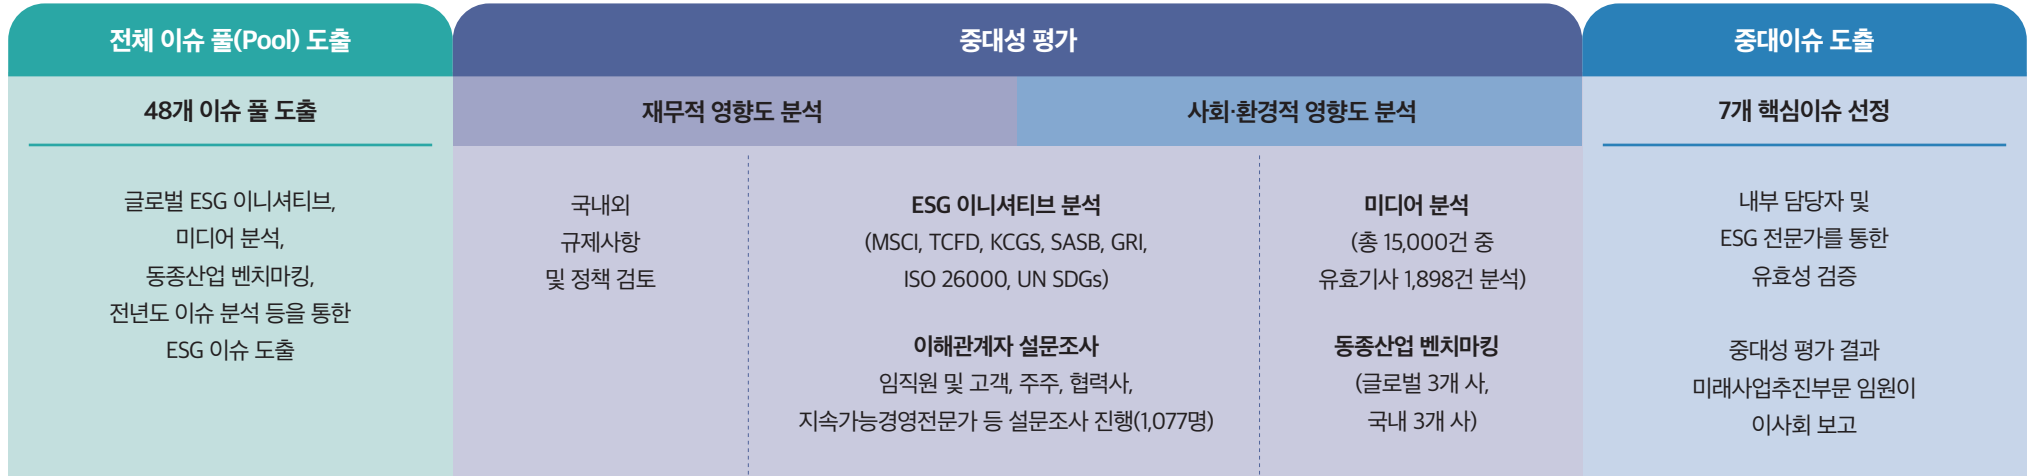 전체 이슈 풀(Pool) 도출
48개 이슈 풀 도출
글로벌 ESG 이니셔티브,
미디어 분석,
동종산업 벤치마킹,
전년도 이슈 분석 등을 통한
ESG 이슈 도출
중대성 평가
재무적 영향도 분석
사회·환경적 영향도 분석
국내외
규제사항
및 정책 검토
ESG 이니셔티브 분석
(MSCI, TCFD, KCGS, SASB, GRI,
ISO 26000, UN SDGs)
이해관계자 설문조사
임직원 및 고객, 주주, 협력사,
지속가능경영전문가 등 설문조사 진행(1,077명)
미디어 분석
(총 15,000건 중
유효기사 1,898건 분석)
동종산업 벤치마킹
(글로벌 3개 사,
국내 3개 사)
중대이슈 도출
7개 핵심이슈 선정
내부 담당자 및
ESG 전문가를 통한
유효성 검증
중대성 평가 결과
미래사업추진부문 임원이
이사회 보고